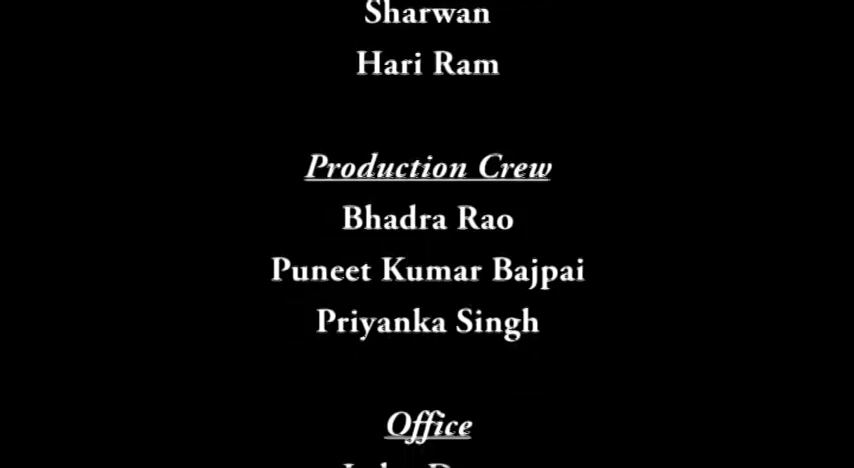 Sharwan
Hari Ram
Production Crew
Bhadra Rao
Puneet Kumar Bajpai
Priyanka Singh
Office